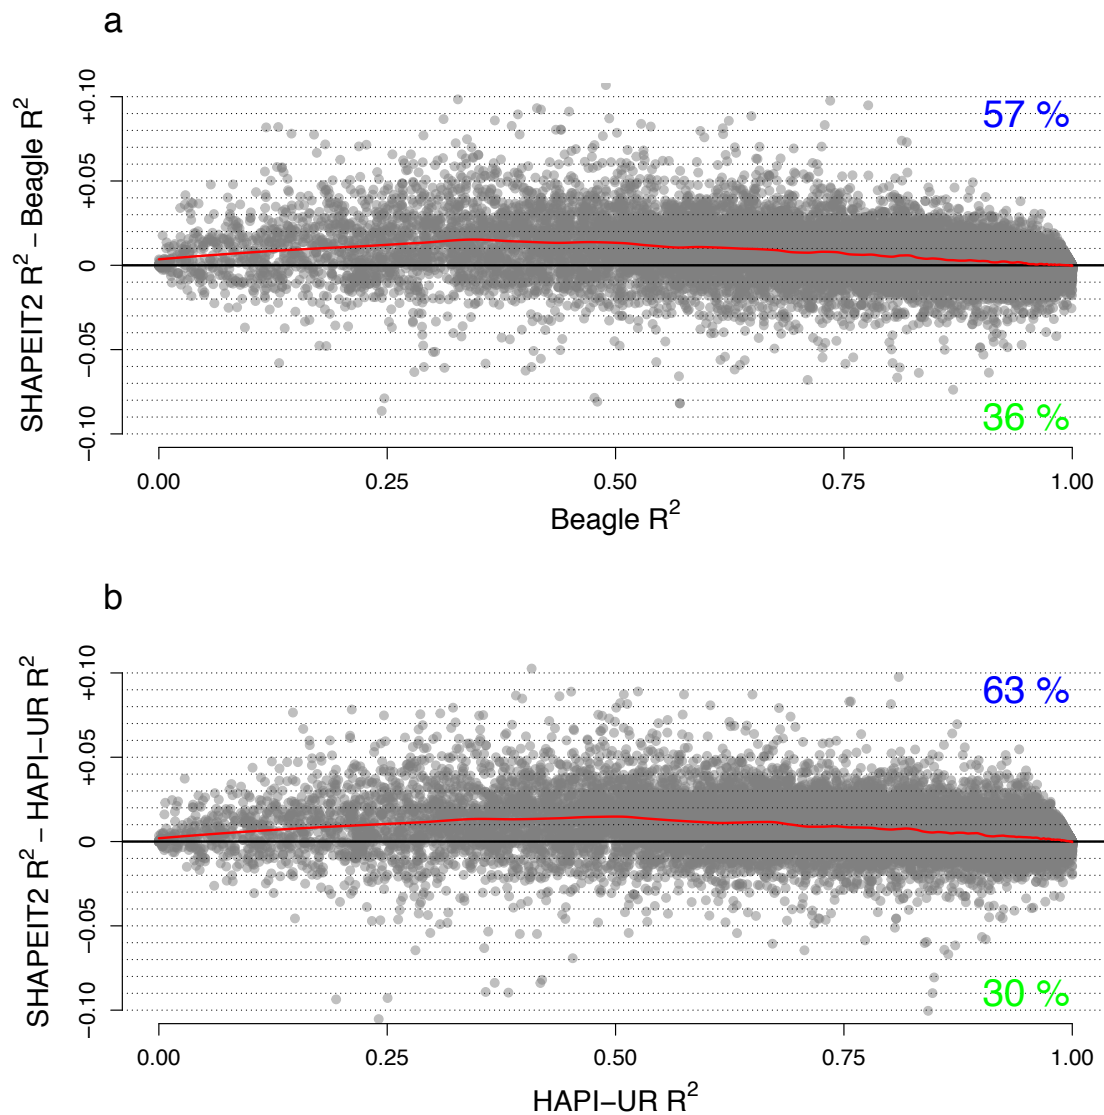 a
SHAPEIT2 R² − Beagle R²
+0.10
+0.05
0
−0.05
−0.10
57 %
36 %
0.00 0.25 0.50 0.75 1.00
Beagle R²
b
SHAPEIT2 R² − HAPI−UR R²
+0.10
+0.05
0
−0.05
−0.10
63 %
30 %
0.00 0.25 0.50 0.75 1.00
HAPI−UR R²